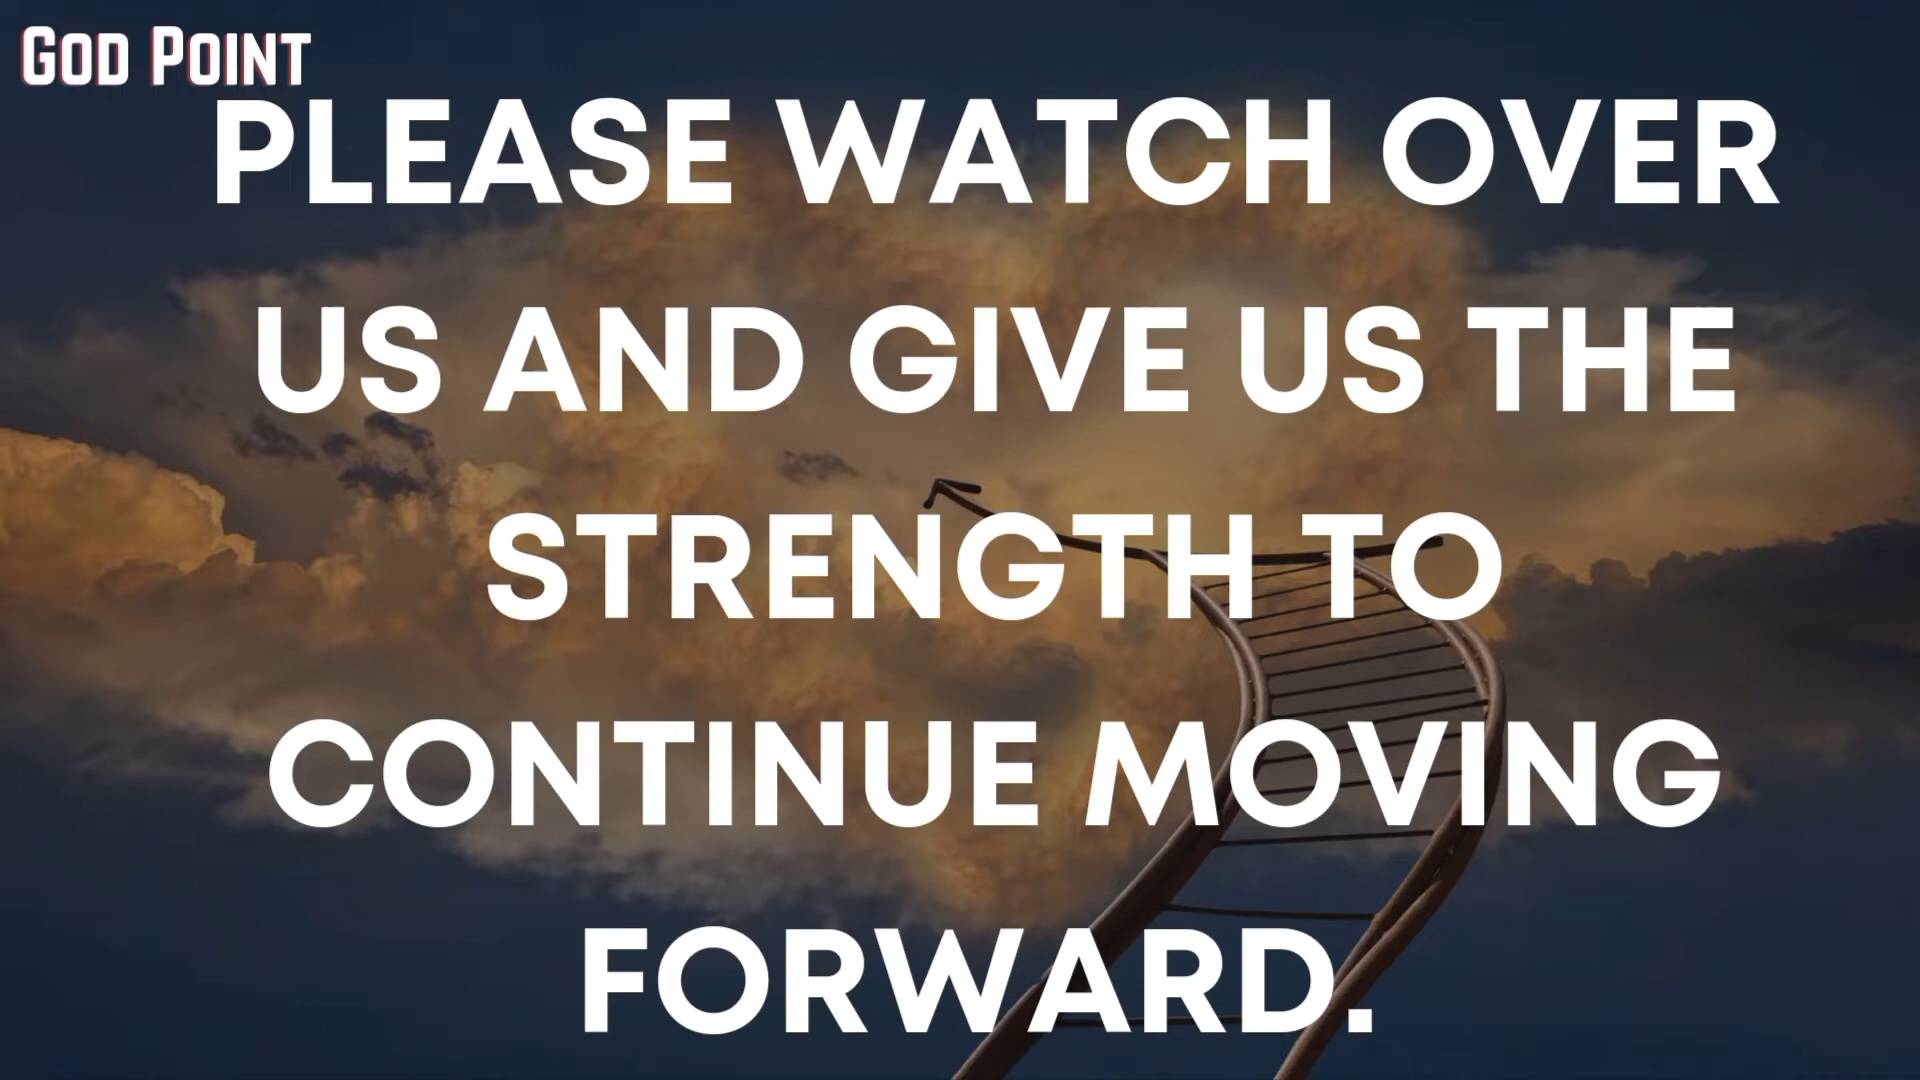 GOD POINT
PLEASE WATCH OVER
US AND GIVE US THE
STRENGTH TO
CONTINUE MOVING
FORWARD.